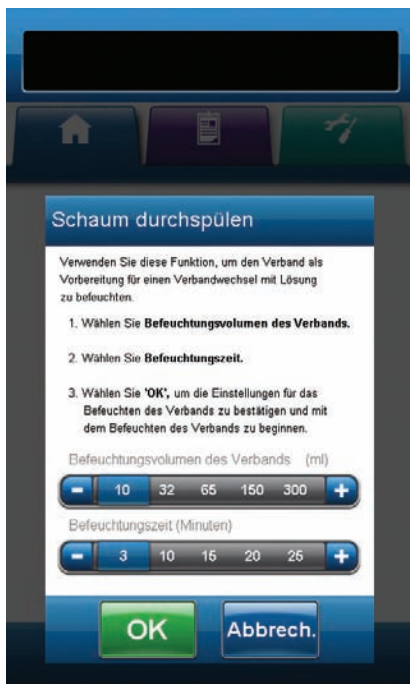 Schaum durchspülen
Verwenden Sie diese Funktion, um den Verband als
Vorbereitung für einen Verbandwechsel mit Lösung
zu befeuchten.
1. Wählen Sie Befeuchtungsvolumen des Verbands.
2. Wählen Sie Befeuchtungszeit.
3. Wählen Sie 'OK', um die Einstellungen für das
Befeuchten des Verbands zu bestätigen und mit
dem Befeuchten des Verbands zu beginnen.
Befeuchtungsvolumen des Verbands (ml)
- 10 32 65 150 300 +
Befeuchtungszeit (Minuten)
- 3 10 15 20 25 +
OK Abbrech.